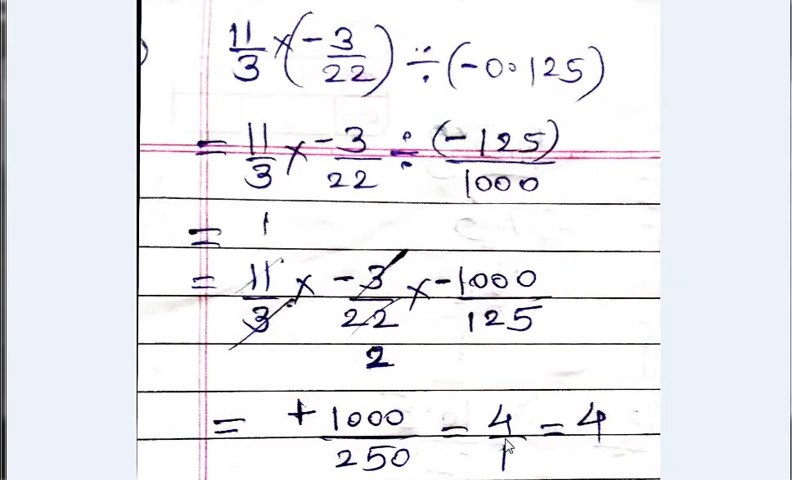 11/3 × (-3/22) ÷ (-0.125)
= 11/3 × -3/22 ÷ (-125)/1000
= 1
= 11/3 × -3/22 × -1000/125
2
= +1000/250 = 4/1 = 4